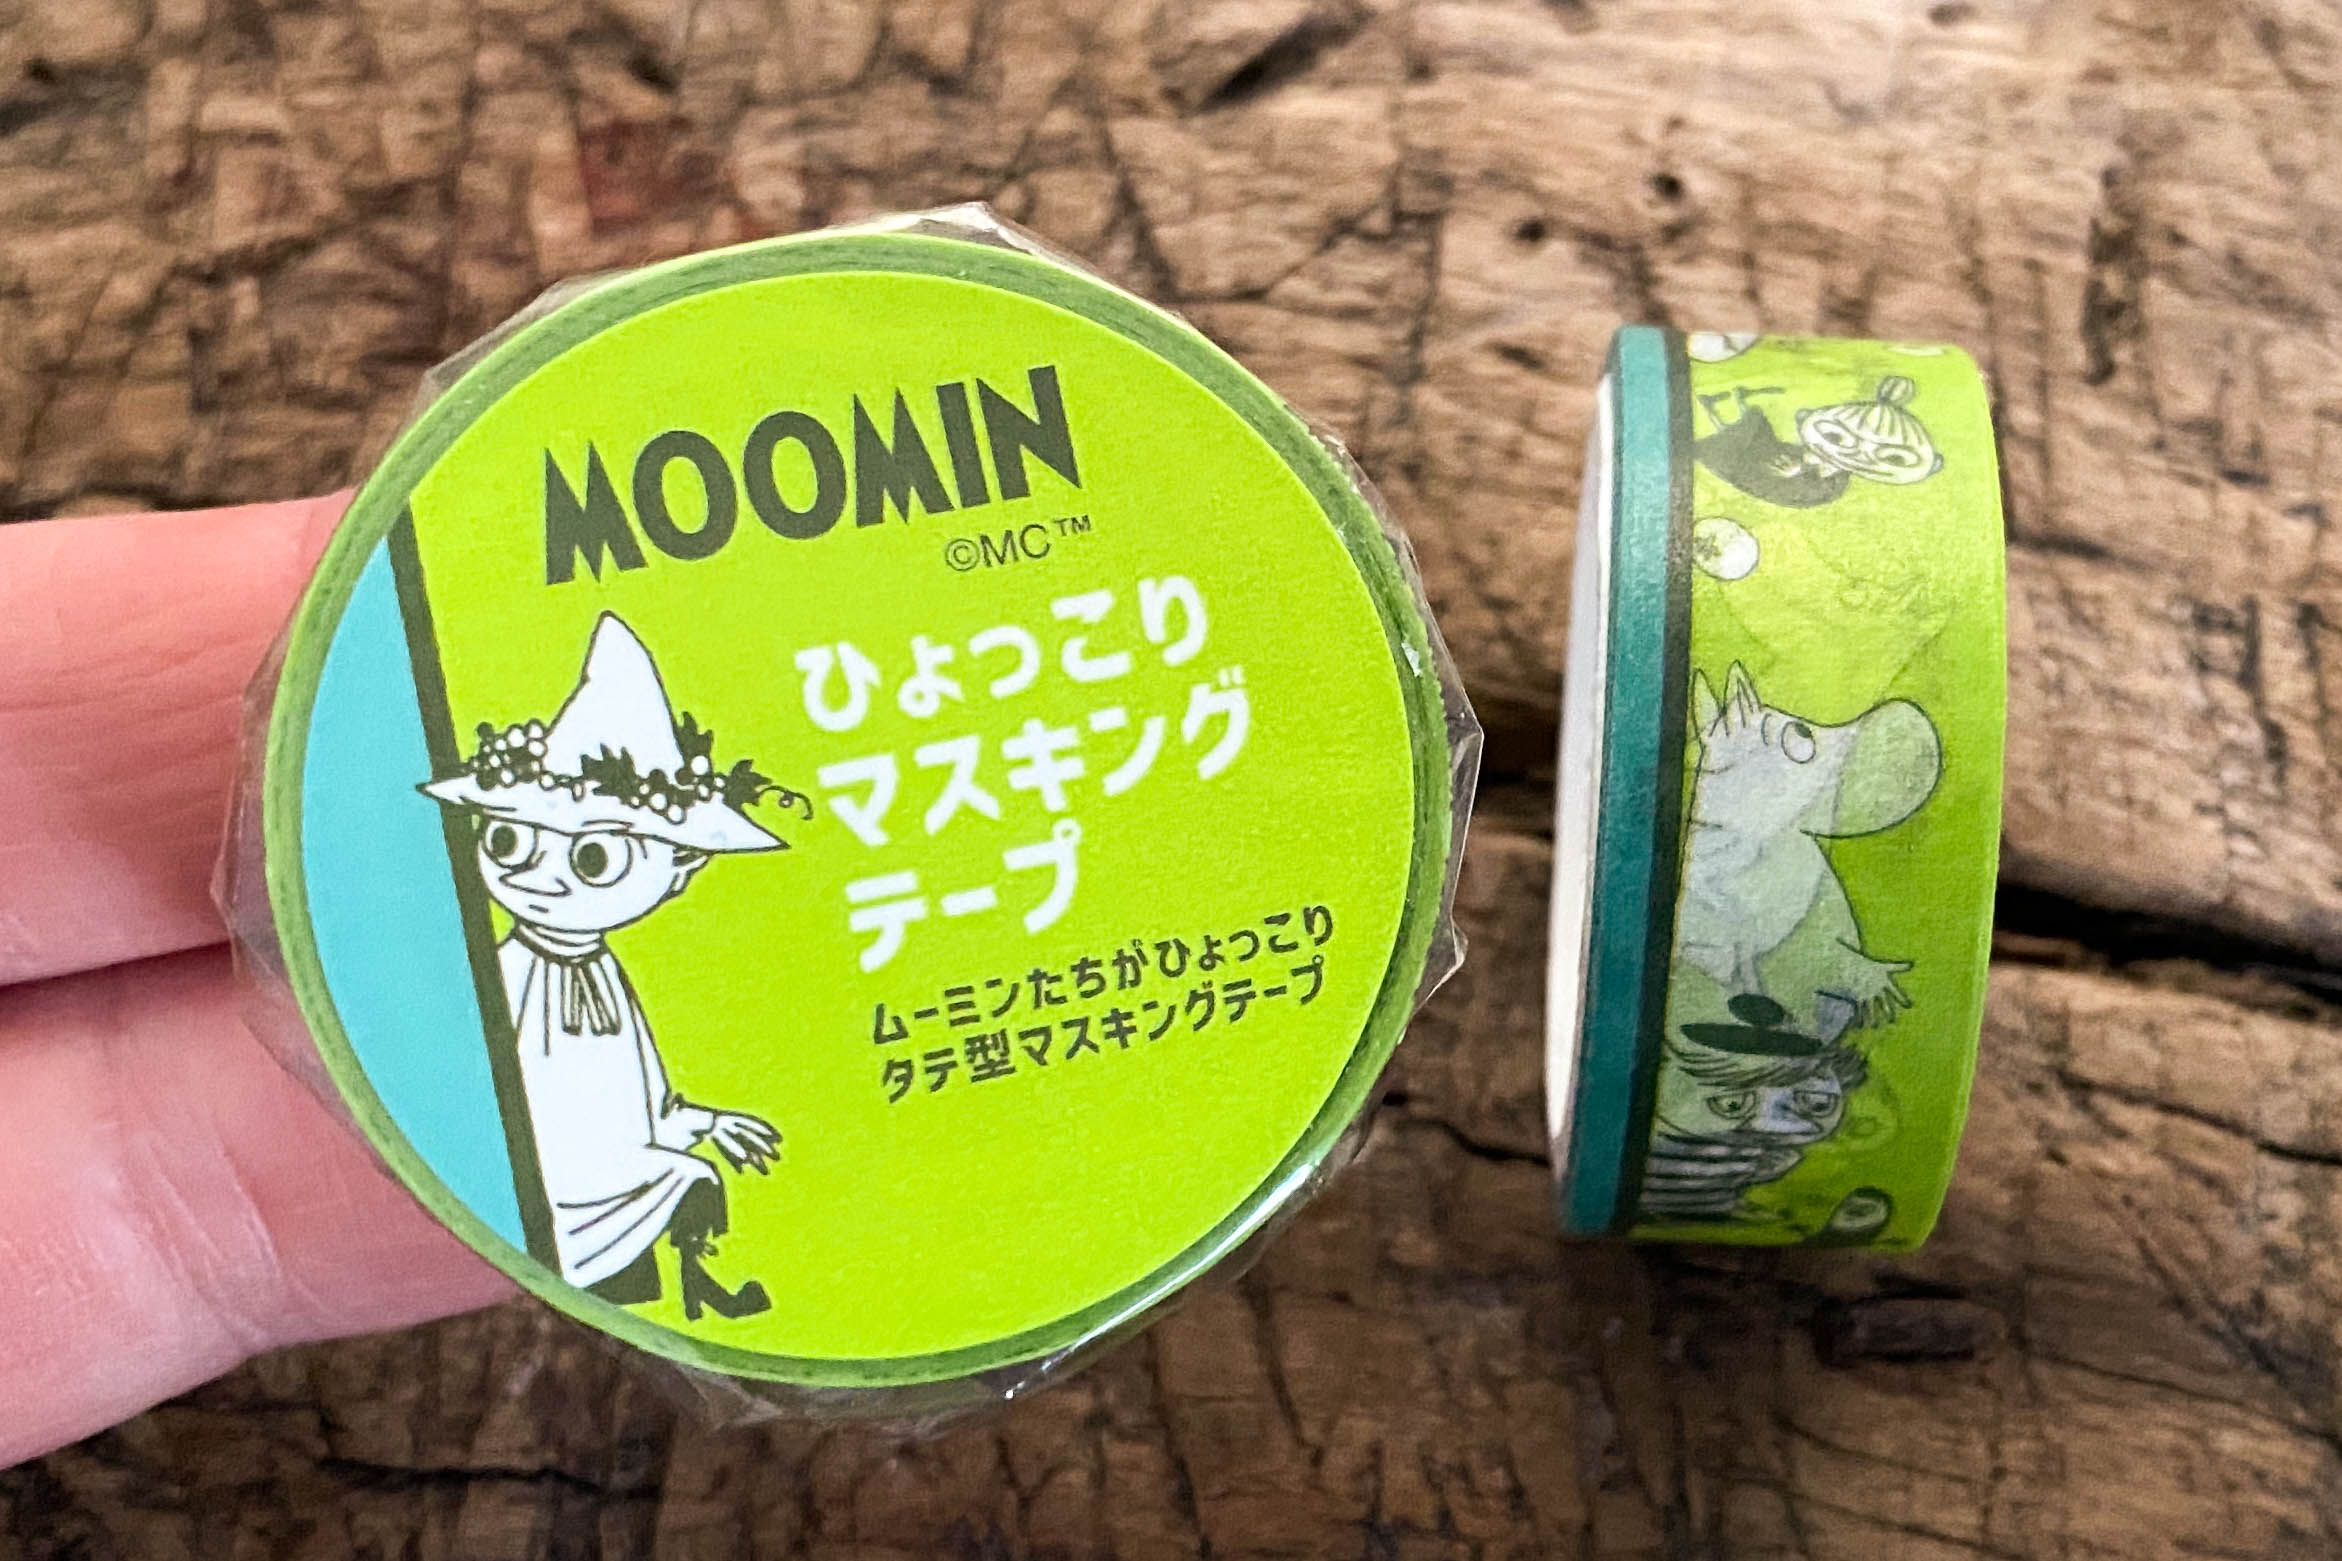 MOOMIN
©MC™
ひょっこり
マスキング
テープ
ムーミンたちがひょっこり
タテ型マスキングテープ